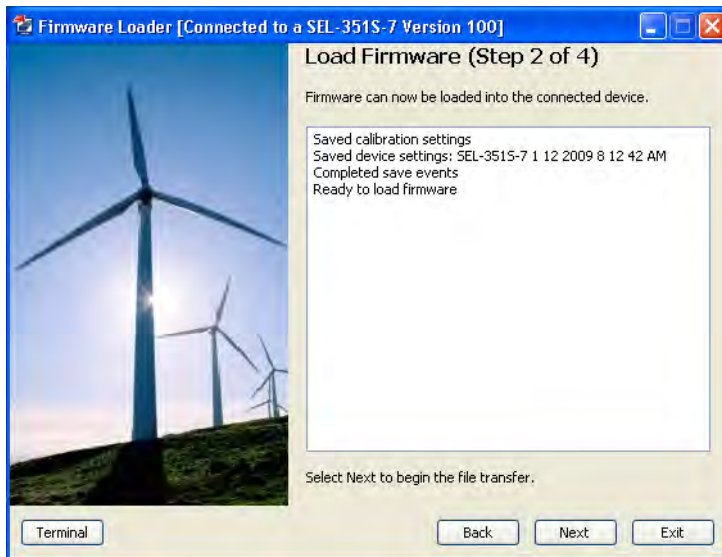 Firmware Loader [Connected to a SEL-351S-7 Version 100]
Load Firmware (Step 2 of 4)
Firmware can now be loaded into the connected device.
Saved calibration settings
Saved device settings: SEL-351S-7 1 12 2009 8 12 42 AM
Completed save events
Ready to load firmware
Select Next to begin the file transfer.
Terminal
Back
Next
Exit